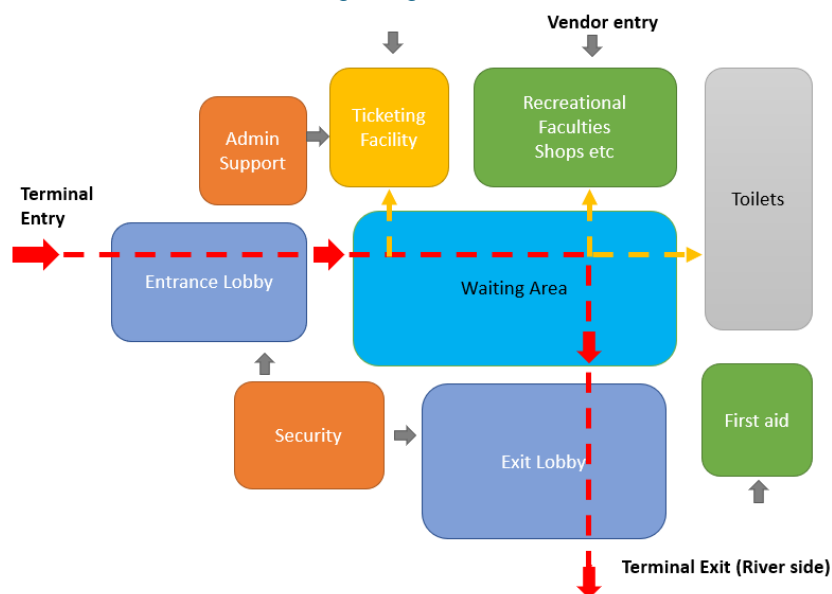 Vendor entry
Ticketing
Facility
Recreational
Faculties
Shops etc
Admin
Support
Toilets
Terminal
Entry
Entrance Lobby
Waiting Area
Security
First aid
Exit Lobby
Terminal Exit (River side)